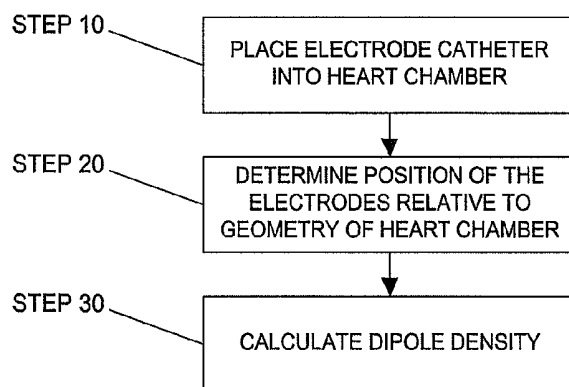 STEP 10
PLACE ELECTRODE CATHETER
INTO HEART CHAMBER
STEP 20
DETERMINE POSITION OF THE
ELECTRODES RELATIVE TO
GEOMETRY OF HEART CHAMBER
STEP 30
CALCULATE DIPOLE DENSITY